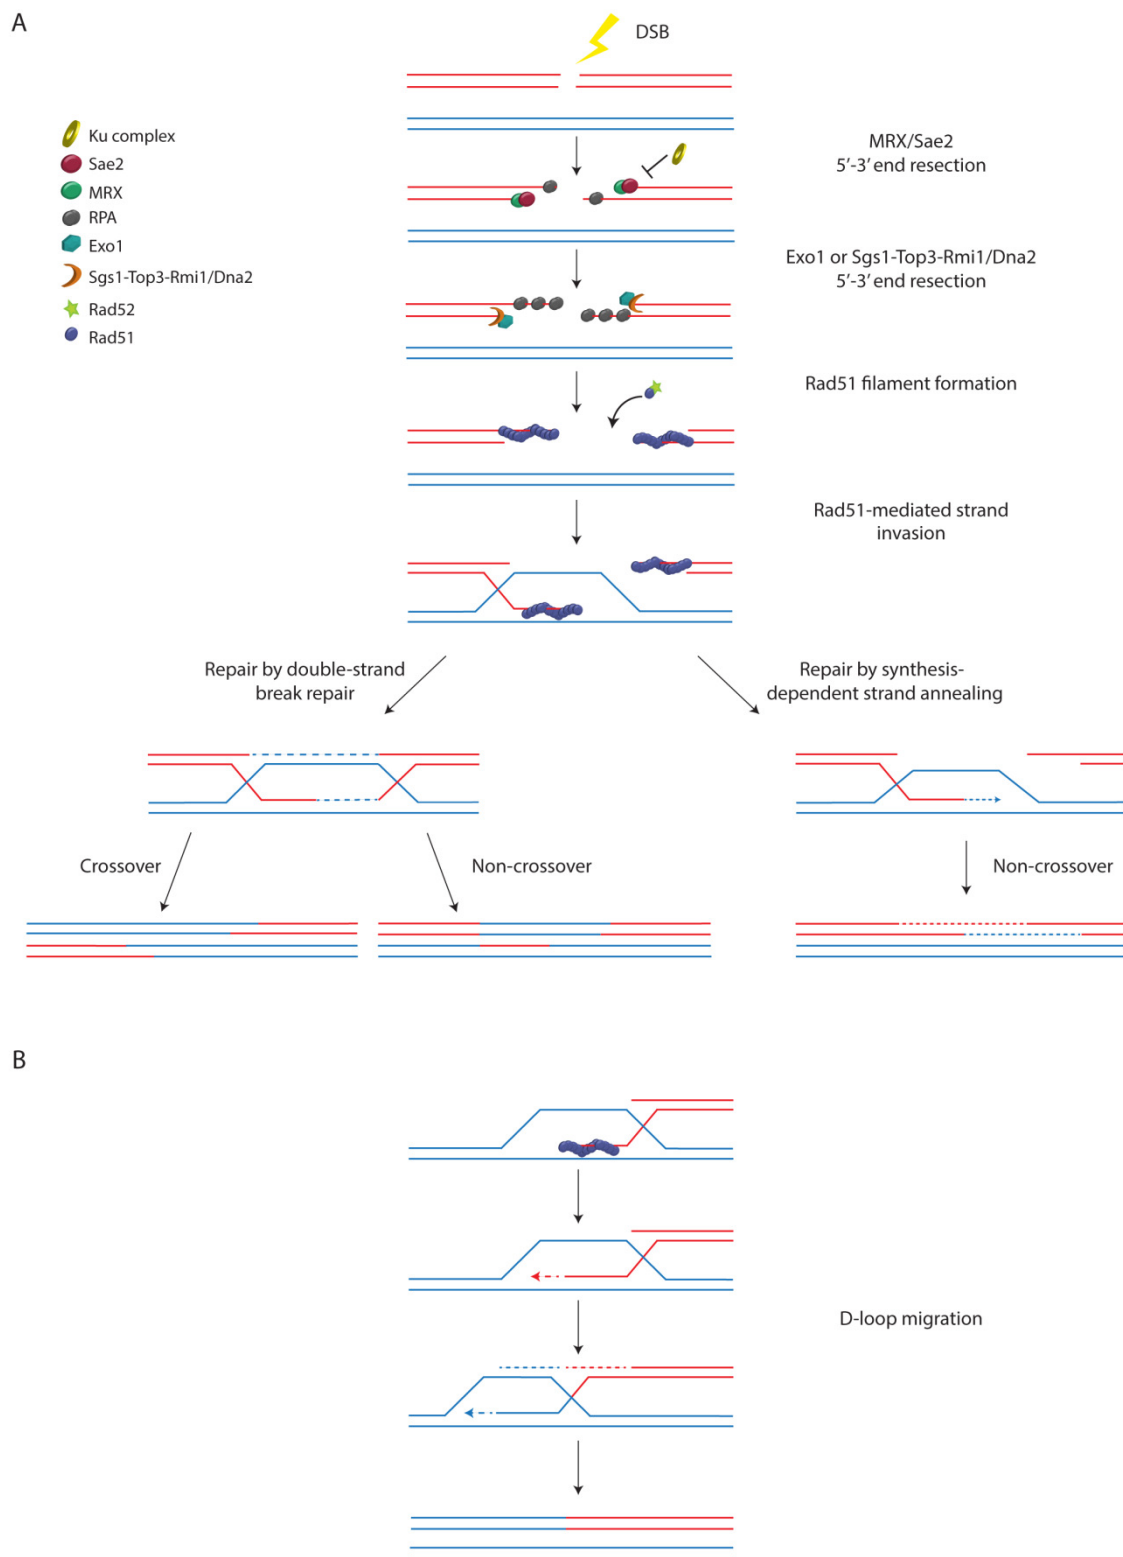 A
DSB
Ku complex
Sae2
MRX
RPA
Exo1
Sgs1-Top3-Rmi1/Dna2
Rad52
Rad51
MRX/Sae2
5’-3’ end resection
Exo1 or Sgs1-Top3-Rmi1/Dna2
5’-3’ end resection
Rad51 filament formation
Rad51-mediated strand
invasion
Repair by double-strand
break repair
Repair by synthesis-
dependent strand annealing
Crossover
Non-crossover
Non-crossover
B
D-loop migration